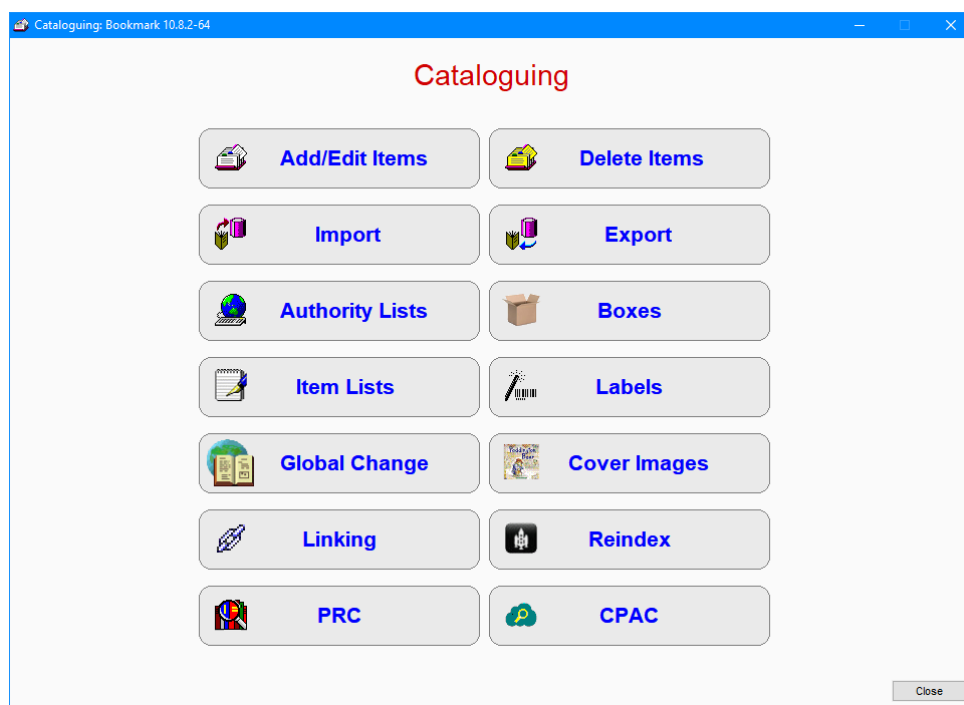 Cataloguing: Bookmark 10.8.2-64
Cataloguing
Add/Edit Items
Delete Items
Import
Export
Authority Lists
Boxes
Item Lists
Labels
Global Change
Cover Images
Linking
Reindex
PRC
CPAC
Close